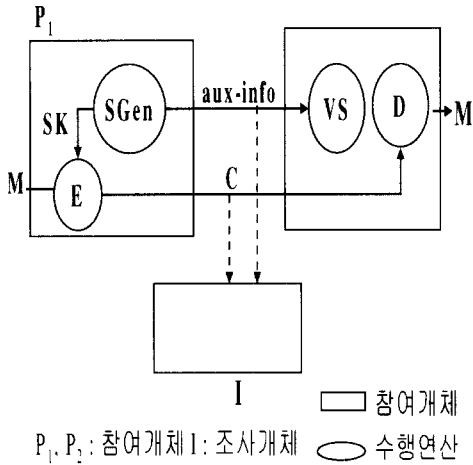 P₁
aux-info
SGen
VS
D
M
SK
M
E
C
I
참여개체
P₁, P₂ : 참여개체 I : 조사개체
수행연산